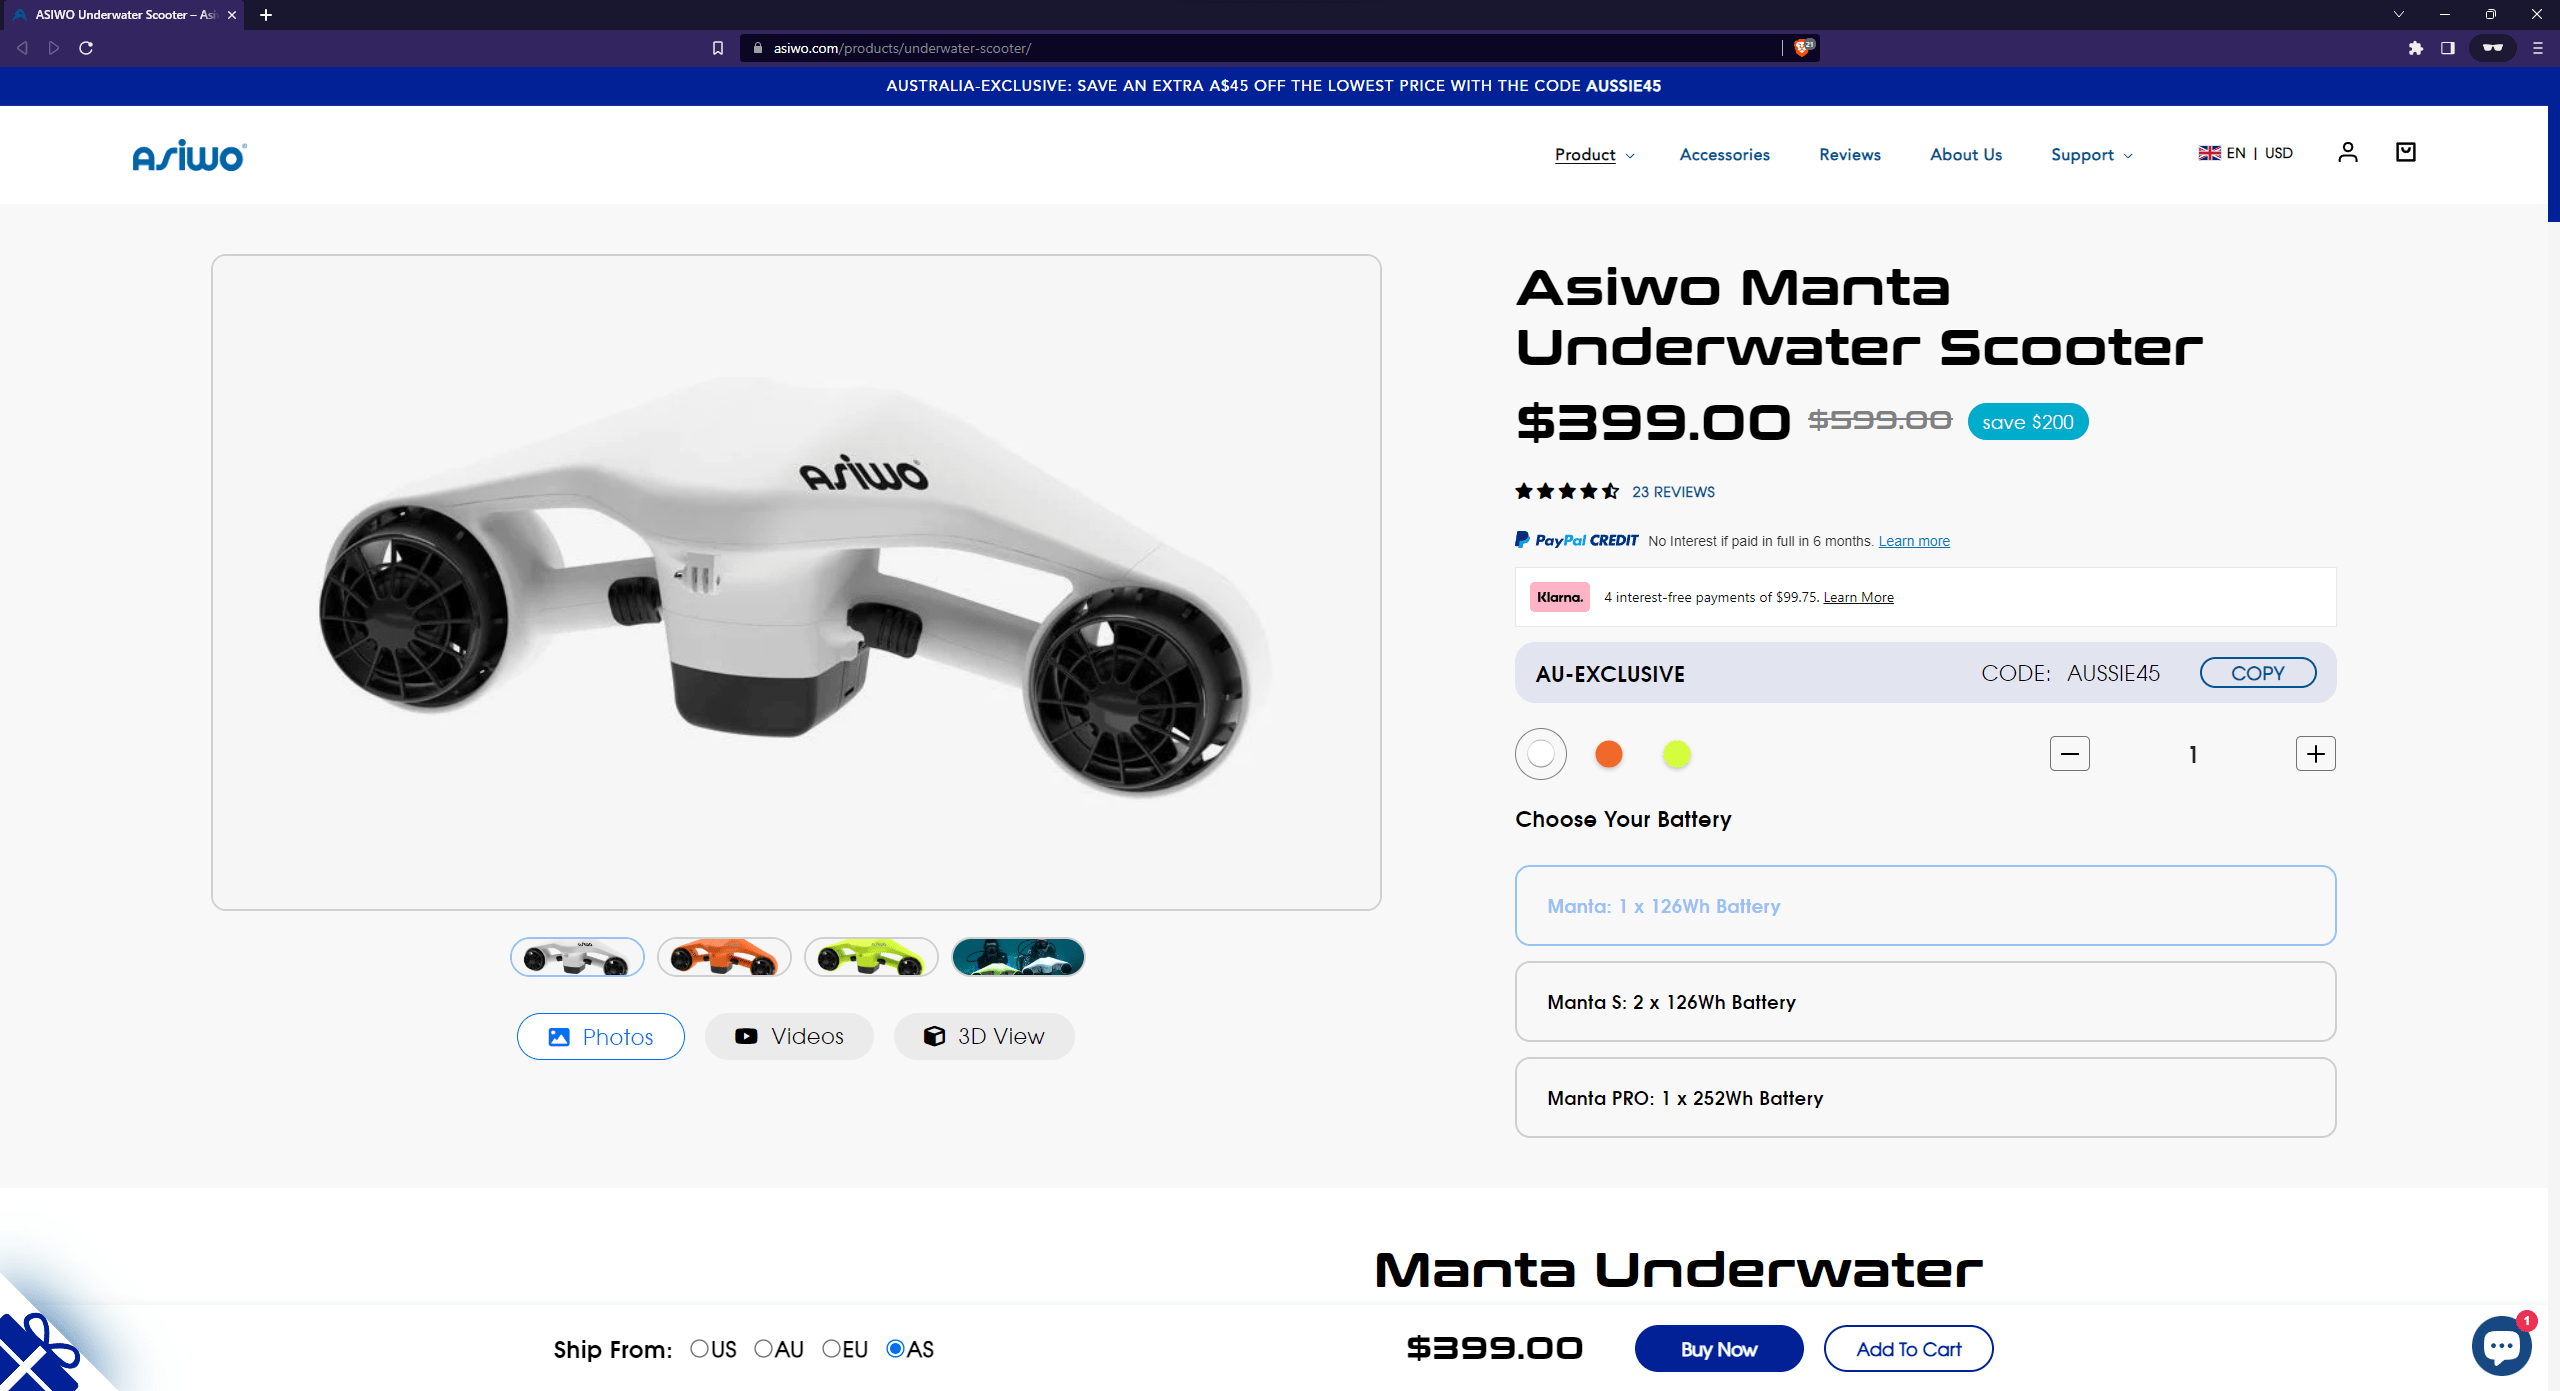 ASIWO Underwater Scooter – Asi
asiwo.com/products/underwater-scooter/
21
AUSTRALIA-EXCLUSIVE: SAVE AN EXTRA A$45 OFF THE LOWEST PRICE WITH THE CODE AUSSIE45
Asiwo
Product
Accessories
Reviews
About Us
Support
EN | USD
Asiwo
Asiwo Manta
Underwater Scooter
$399.00 $599.00 save $200
23 REVIEWS
PayPal CREDIT No Interest if paid in full in 6 months. Learn more
Klarna. 4 interest-free payments of $99.75. Learn More
AU-EXCLUSIVE CODE: AUSSIE45 COPY
1
Choose Your Battery
Manta: 1 x 126Wh Battery
Manta S: 2 x 126Wh Battery
Manta PRO: 1 x 252Wh Battery
Photos
Videos
3D View
Manta Underwater
Ship From: US AU EU AS
$399.00
Buy Now
Add To Cart
1